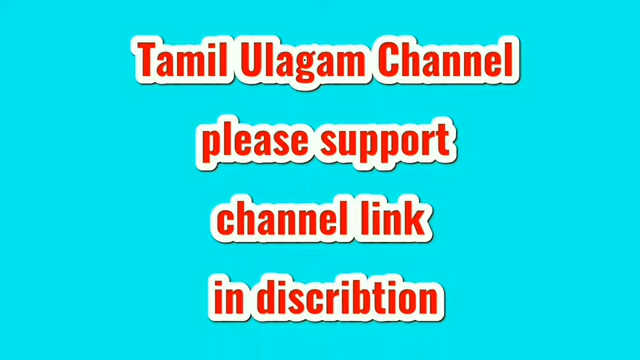 Tamil Ulagam Channel
please support
channel link
in discribtion